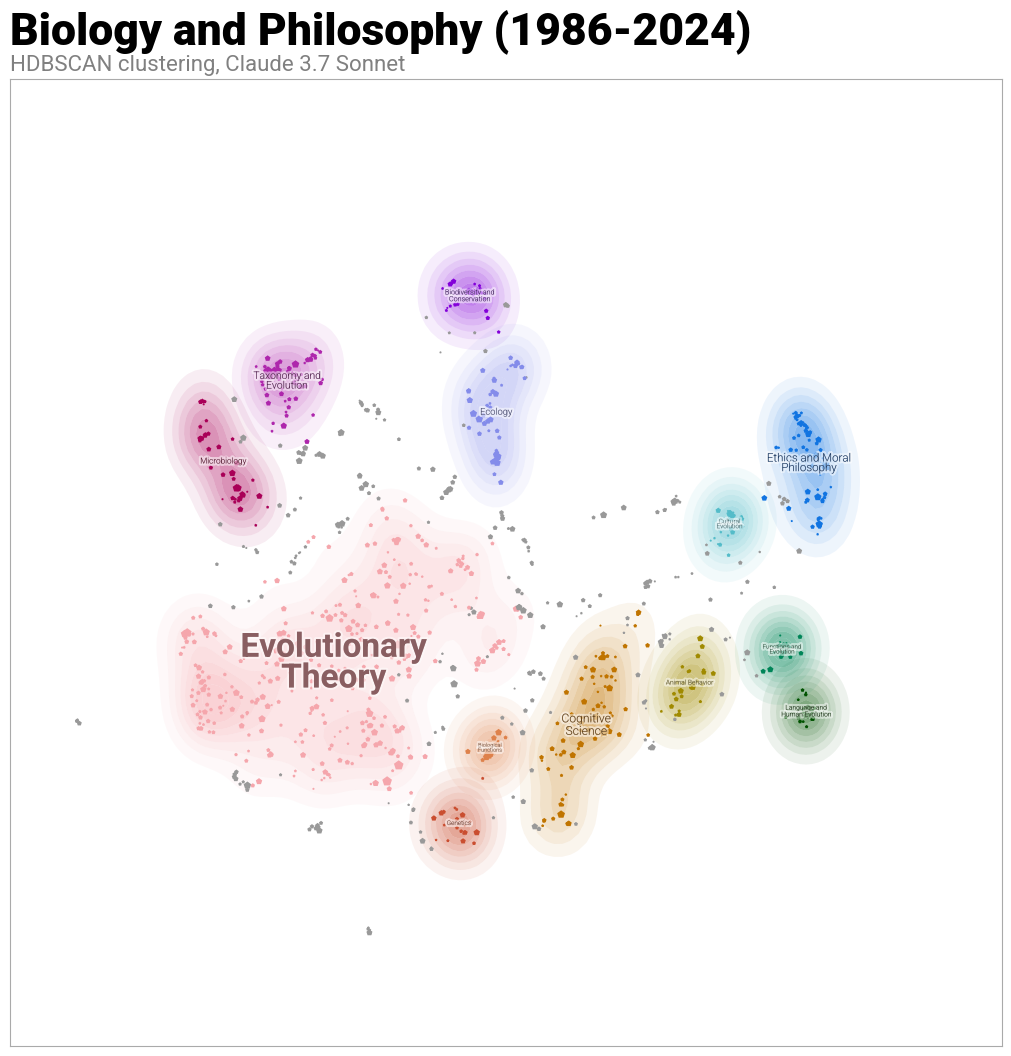 Biology and Philosophy (1986-2024)
HDBSCAN clustering, Claude 3.7 Sonnet
Biodiversity and
Conservation
Taxonomy and
Evolution
Ecology
Microbiology
Ethics and Moral
Philosophy
Cultural
Evolution
Evolutionary
Theory
Evolution
Animal Behavior
Language and
Human Evolution
Cognitive
Science
Biological
Functions
Genetics